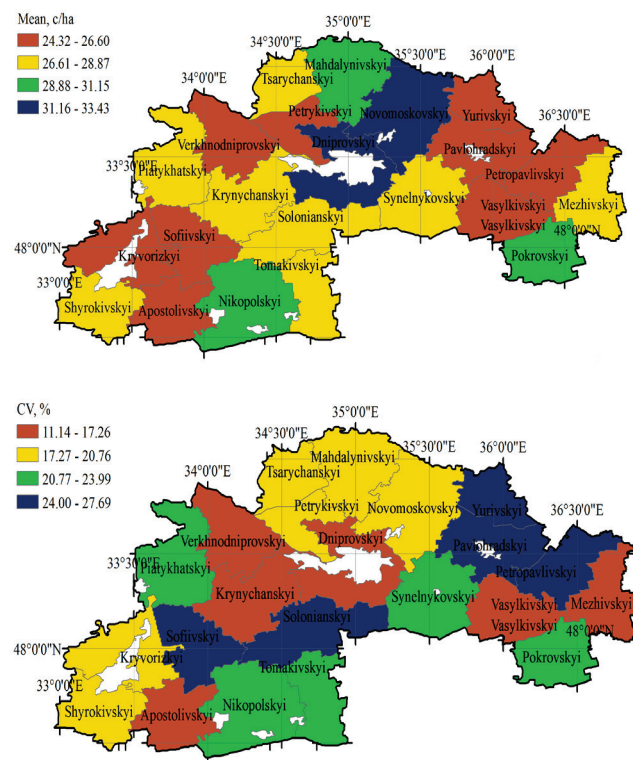 Mean, c/ha
24.32 - 26.60
26.61 - 28.87
28.88 - 31.15
31.16 - 33.43
35°0'0"E
34°30'0"E
35°30'0"E
36°0'0"E
34°0'0"E
36°30'0"E
33°30'0"E
48°0'0"N
33°0'0"E
48°0'0"N
Mahdalynivskyi
Tsarychanskyi
Petrykivskyi
Novomoskovskyi
Yurivskyi
Verkhnodniprovskyi
Dniprovskyi
Pavlohradskyi
Piatykhatskyi
Petropavlivskyi
Krynychanskyi
Synelnykovskyi
Vasylkivskyi
Mezhivskyi
Solonianskyi
Vasylkivskyi
Sofiivskyi
Kryvorizkyi
Tomakivskyi
Pokrovskyi
Nikopolskyi
Shyrokivskyi
Apostolivskyi
CV, %
11.14 - 17.26
17.27 - 20.76
20.77 - 23.99
24.00 - 27.69
35°0'0"E
34°30'0"E
35°30'0"E
36°0'0"E
34°0'0"E
36°30'0"E
33°30'0"E
48°0'0"N
33°0'0"E
48°0'0"N
Mahdalynivskyi
Tsarychanskyi
Petrykivskyi
Novomoskovskyi
Yurivskyi
Verkhnodniprovskyi
Dniprovskyi
Pavlohradskyi
Piatykhatskyi
Petropavlivskyi
Krynychanskyi
Synelnykovskyi
Vasylkivskyi
Mezhivskyi
Solonianskyi
Vasylkivskyi
Sofiivskyi
Kryvorizkyi
Tomakivskyi
Pokrovskyi
Nikopolskyi
Shyrokivskyi
Apostolivskyi